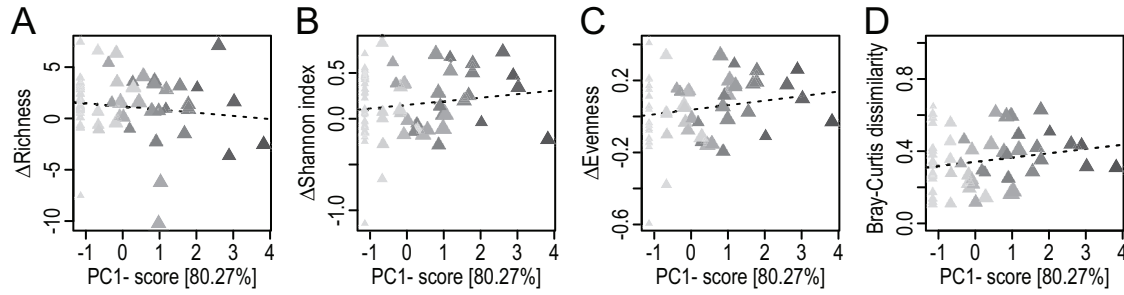 A
B
C
D
ΔRichness
5
0
-5
-10
-1 0 1 2 3 4
PC1- score [80.27%]
ΔShannon index
0.5
0.0
-1.0
-1 0 1 2 3 4
PC1- score [80.27%]
ΔEvenness
0.2
-0.2
-0.6
-1 0 1 2 3 4
PC1- score [80.27%]
Bray-Curtis dissimilarity
0.8
0.4
0.0
-1 0 1 2 3 4
PC1- score [80.27%]